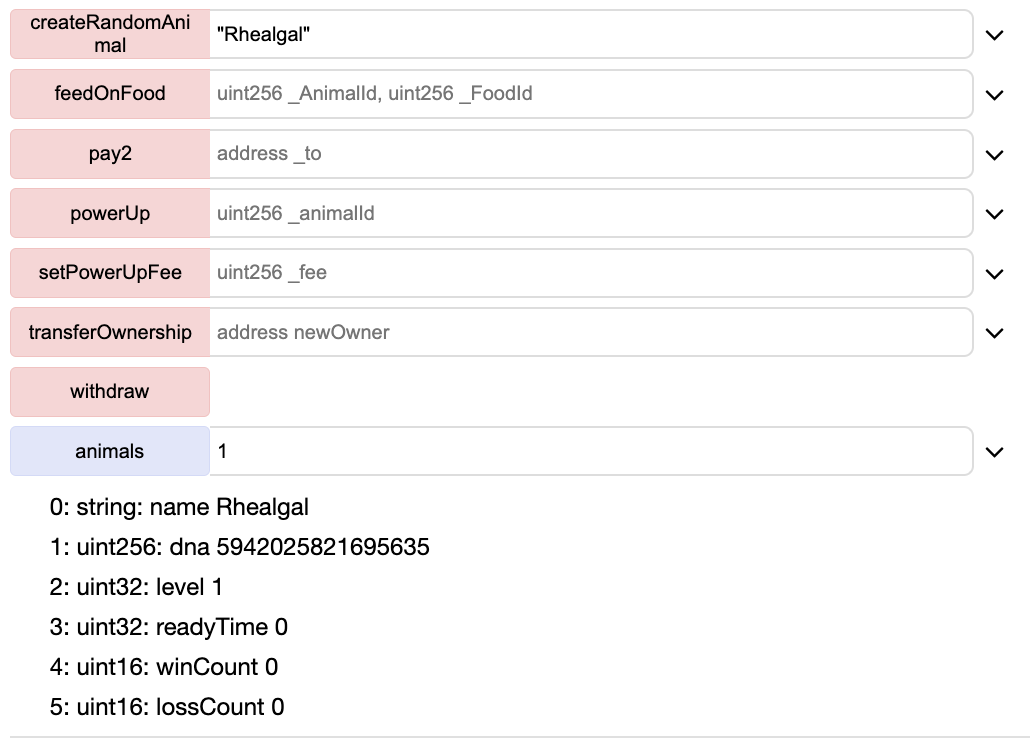 createRandomAni
mal
"Rhealgal"
feedOnFood
uint256 _AnimalId, uint256 _FoodId
pay2
address _to
powerUp
uint256 _animalId
setPowerUpFee
uint256 _fee
transferOwnership
address newOwner
withdraw
animals
1
0: string: name Rhealgal
1: uint256: dna 5942025821695635
2: uint32: level 1
3: uint32: readyTime 0
4: uint16: winCount 0
5: uint16: lossCount 0